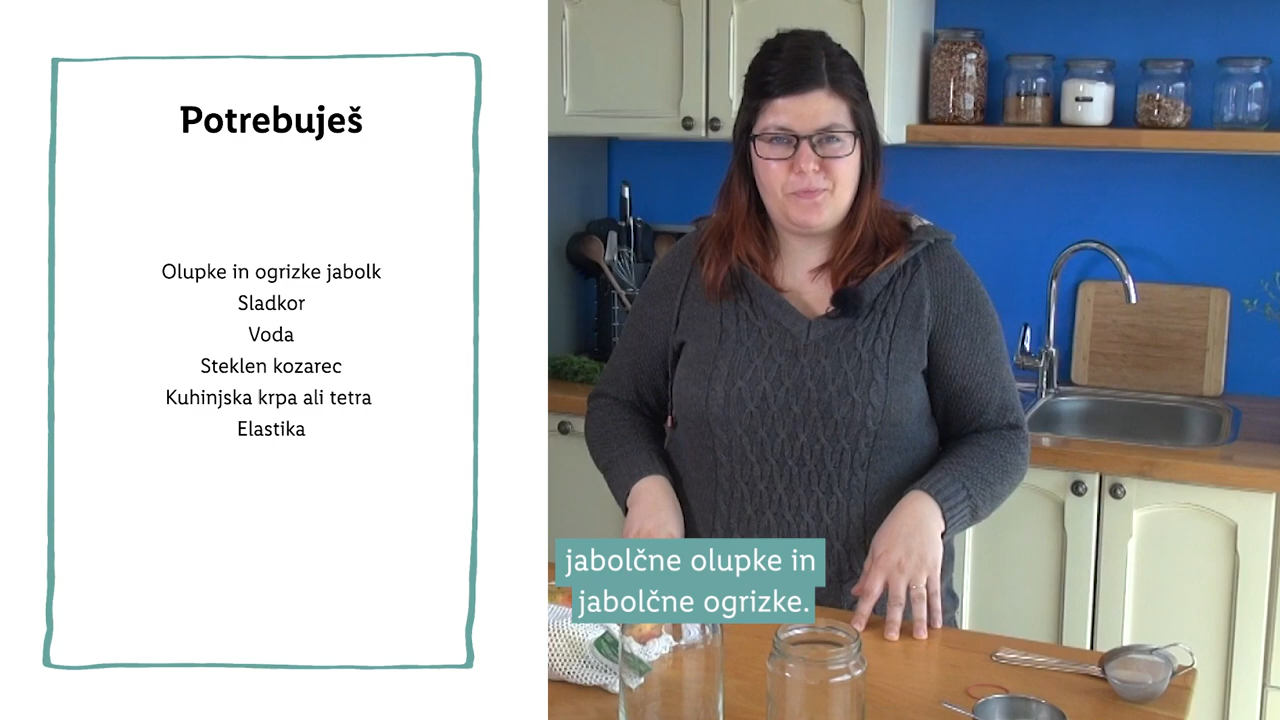 Potrebuješ
Olupke in ogrizke jabolk
Sladkor
Voda
Steklen kozarec
Kuhinjska krpa ali tetra
Elastika
jabolčne olupke in
jabolčne ogrizke.